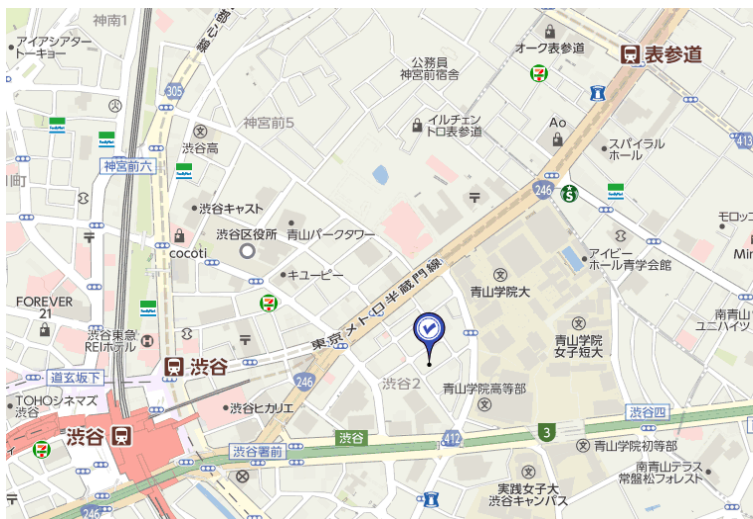 神南1
アイアシアター
トーキョー
305
渋谷高
神宮前5
公務員
神宮前宿舎
オーク表参道
表参道
イルチェン
トロ表参道
Ao
スパイラル
ホール
413
神宮前六
FamilyMart
川町
渋谷キャスト
渋谷区役所
青山パークタワー
cocoti
キユーピー
246
モロッコ
Min
アイビー
ホール青学会館
青山学院大
東京メトロ半蔵門線
FOREVER
21
渋谷東急
REIホテル
渋谷
青山学院
女子短大
南青山
ユニハイツ
道玄坂下
246
渋谷2
TOHOシネマズ
渋谷
渋谷ヒカリエ
青山学院高等部
渋谷四
渋谷
渋谷署前
渋谷
412
3
青山学院初等部
実践女子大
渋谷キャンパス
南青山テラス
常盤松フォレスト
246